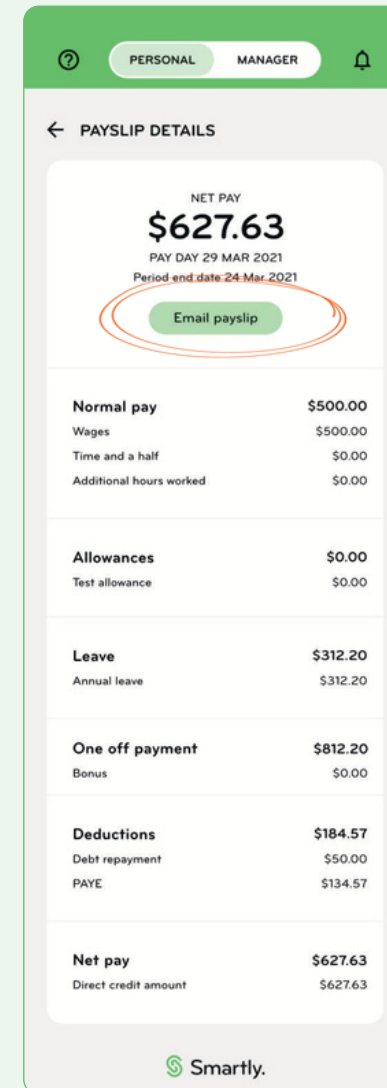 PERSONAL MANAGER
PAYSLIP DETAILS
NET PAY
$627.63
PAY DAY 29 MAR 2021
Period end date 24 Mar 2021
Email payslip
Normal pay $500.00
Wages $500.00
Time and a half $0.00
Additional hours worked $0.00
Allowances $0.00
Test allowance $0.00
Leave $312.20
Annual leave $312.20
One off payment $812.20
Bonus $0.00
Deductions $184.57
Debt repayment $50.00
PAYE $134.57
Net pay $627.63
Direct credit amount $627.63
Smartly.